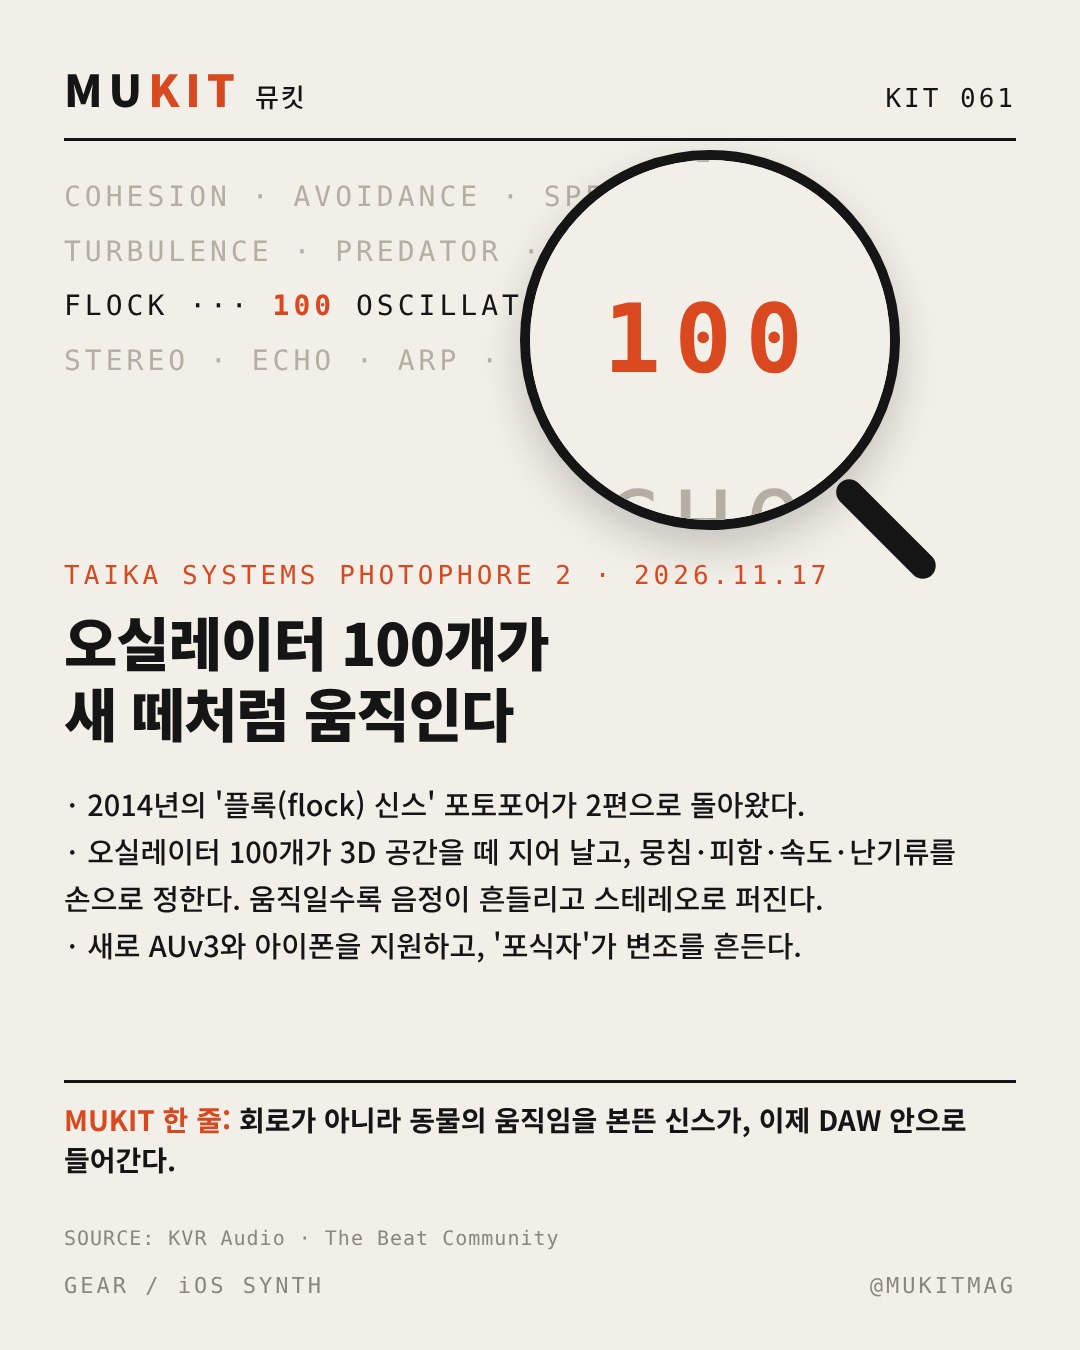 MUKIT 뮤킷
KIT 061
COHESION · AVOIDANCE ·
TURBULENCE · PREDATOR ·
FLOCK ··· 100
STEREO · ECHO · ARP ·
100
TAIKA SYSTEMS PHOTOPHORE 2 · 2026.11.17
오실레이터 100개가
새 떼처럼 움직인다
· 2014년의 '플록(flock) 신스' 포토포어가 2편으로 돌아왔다.
· 오실레이터 100개가 3D 공간을 떼 지어 날고, 뭉침·피함·속도·난기류를
손으로 정한다. 움직일수록 음정이 흔들리고 스테레오로 퍼진다.
· 새로 AUv3와 아이폰을 지원하고, '포식자'가 변조를 흔든다.
MUKIT 한 줄: 회로가 아니라 동물의 움직임을 본뜬 신스가, 이제 DAW 안으로
들어간다.
SOURCE: KVR Audio · The Beat Community
GEAR / iOS SYNTH
@MUKITMAG